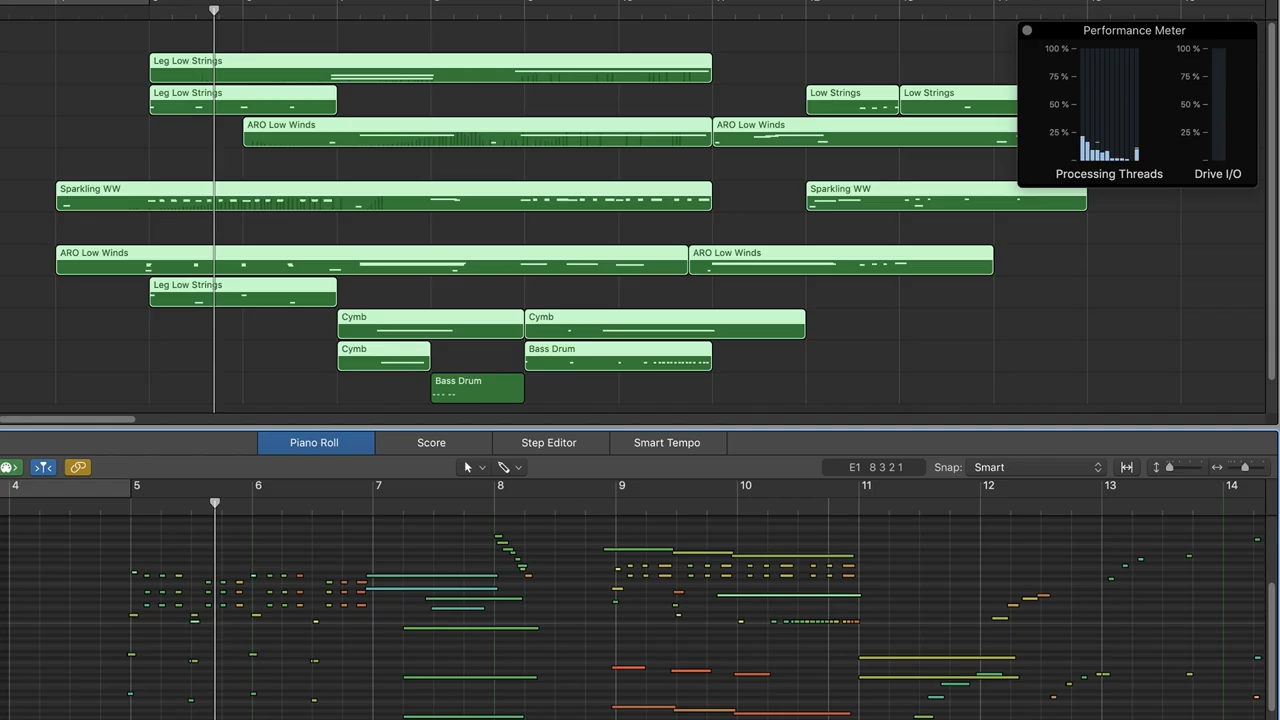 Performance Meter
100 % 100 %
Leg Low Strings
75 % 75 %
Leg Low Strings Low Strings Low Strings
50 % 50 %
ARO Low Winds ARO Low Winds
25 % 25 %
Processing Threads Drive I/O
Sparkling WW Sparkling WW
ARO Low Winds ARO Low Winds
Leg Low Strings
Cymb Cymb
Cymb Bass Drum
Bass Drum
Piano Roll Score Step Editor Smart Tempo
E1 8 3 2 1 Snap: Smart
4 5 6 7 8 9 10 11 12 13 14